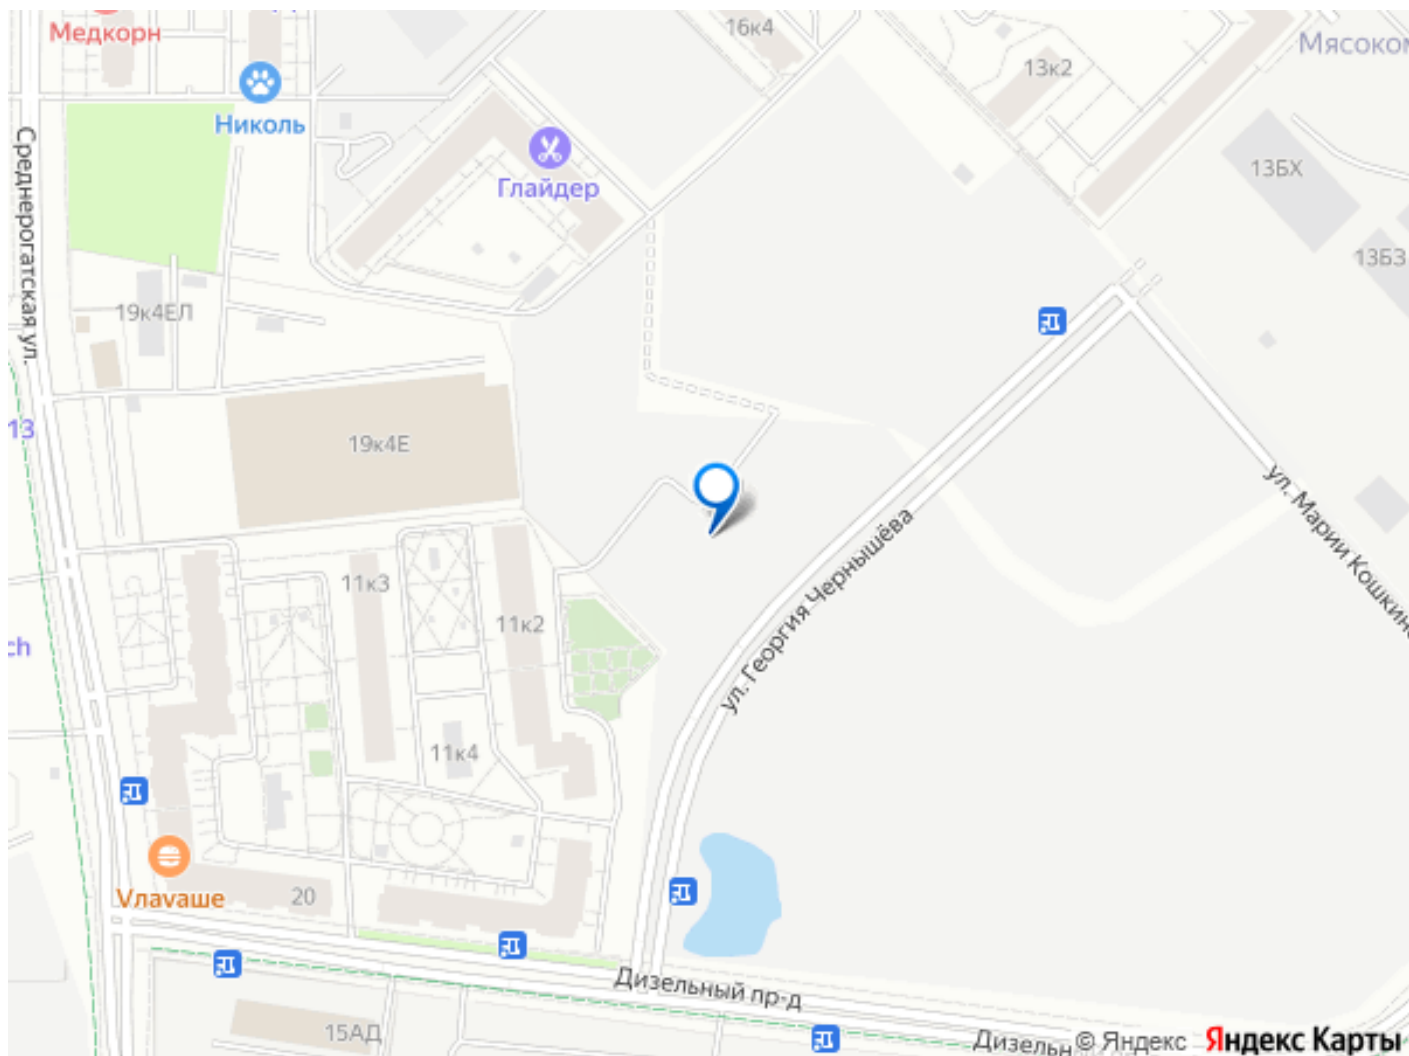 Медкорн
16к4
Мясоком
13к2
Николь
13БХ
Глайдер
Среднерогатская ул.
13БЗ
19к4ЕЛ
13
19к4Е
ул. Марии Кошкин
ул. Георгия Чернышёва
11к3
11к2
ch
11к4
Vлаvаше
20
Дизельный пр-д
15АД
Дизельн
© Яндекс
Яндекс Карты